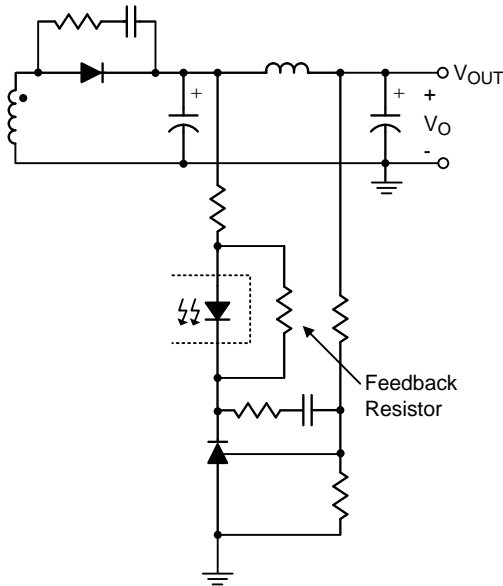 +
+
VOUT
+
VO
-
Feedback
Resistor